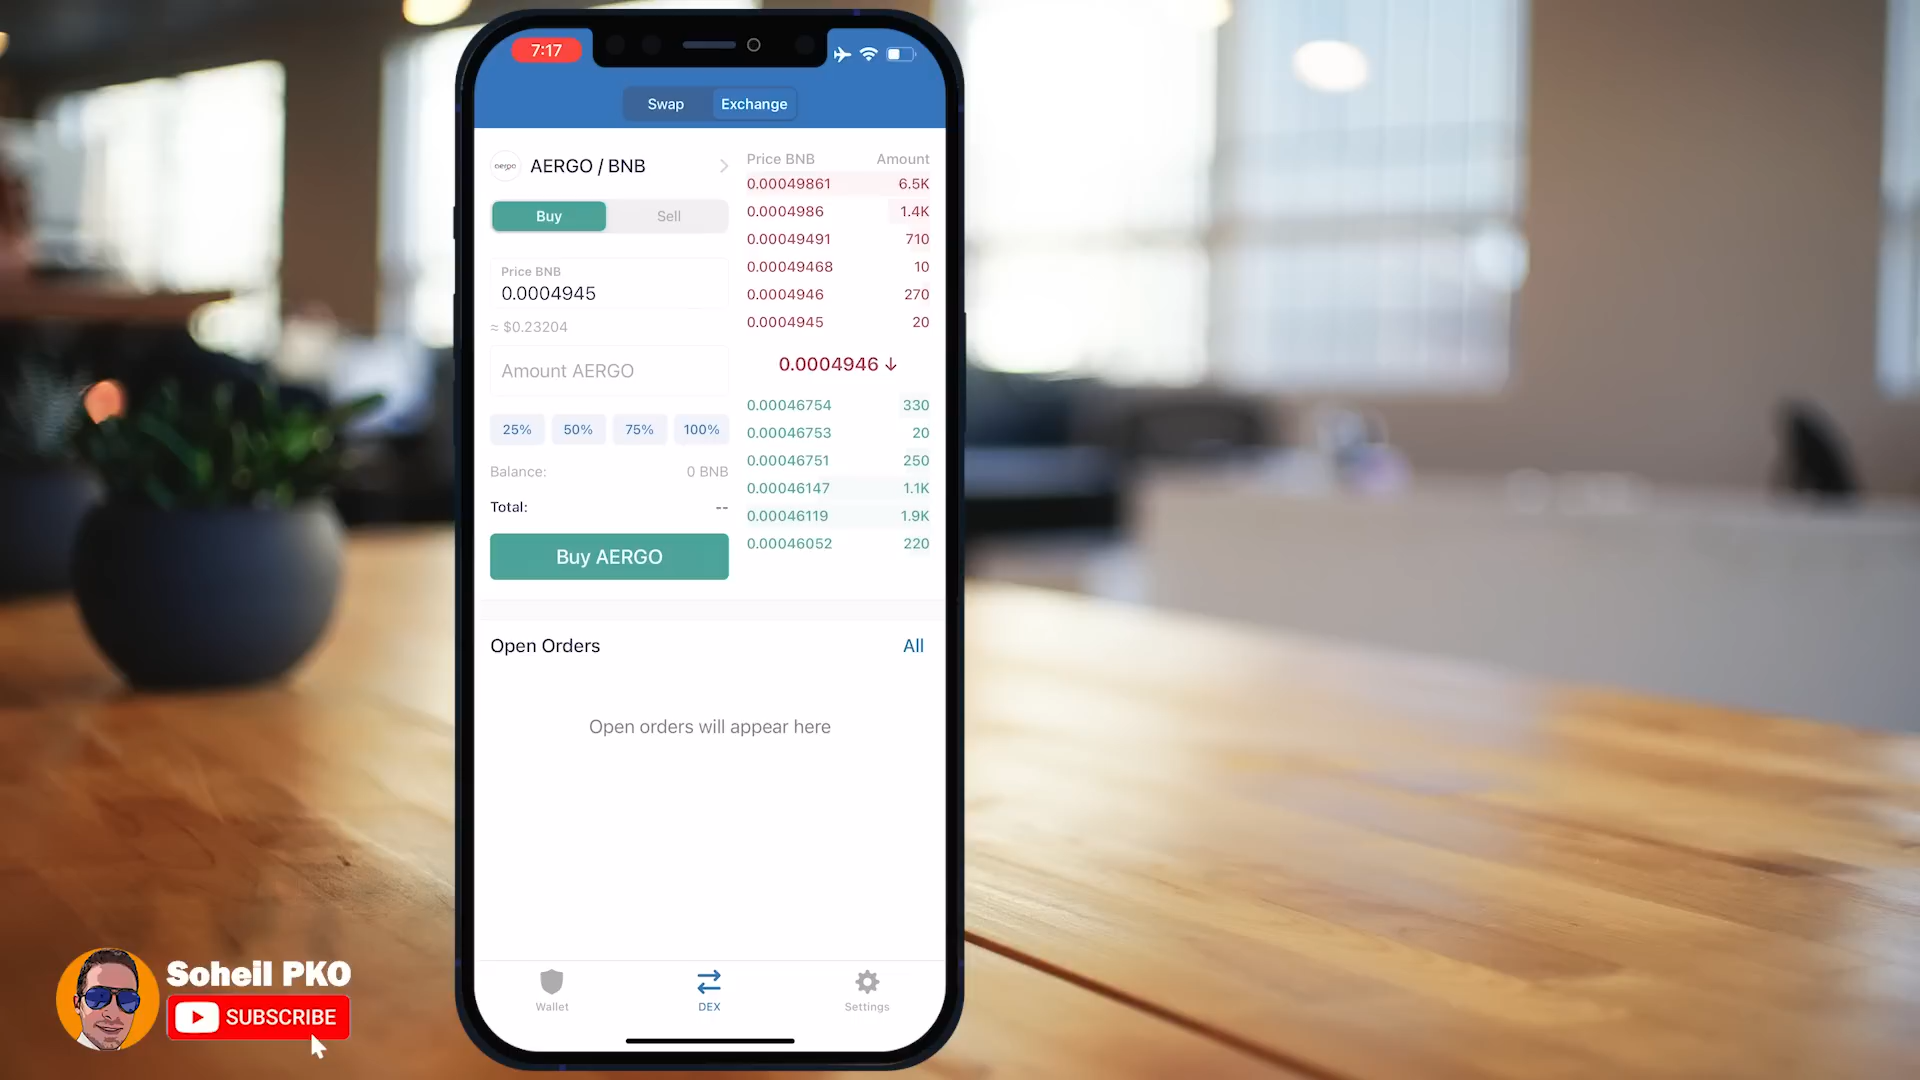 7:17
Swap Exchange
aergo AERGO / BNB
Buy Sell
Price BNB
0.0004945
≈ $0.23204
Amount AERGO
25% 50% 75% 100%
Balance: 0 BNB
Total: --
Buy AERGO
Price BNB Amount
0.00049861 6.5K
0.0004986 1.4K
0.00049491 710
0.00049468 10
0.0004946 270
0.0004945 20
0.0004946 ↓
0.00046754 330
0.00046753 20
0.00046751 250
0.00046147 1.1K
0.00046119 1.9K
0.00046052 220
Open Orders All
Open orders will appear here
Wallet DEX Settings
Soheil PKO
SUBSCRIBE